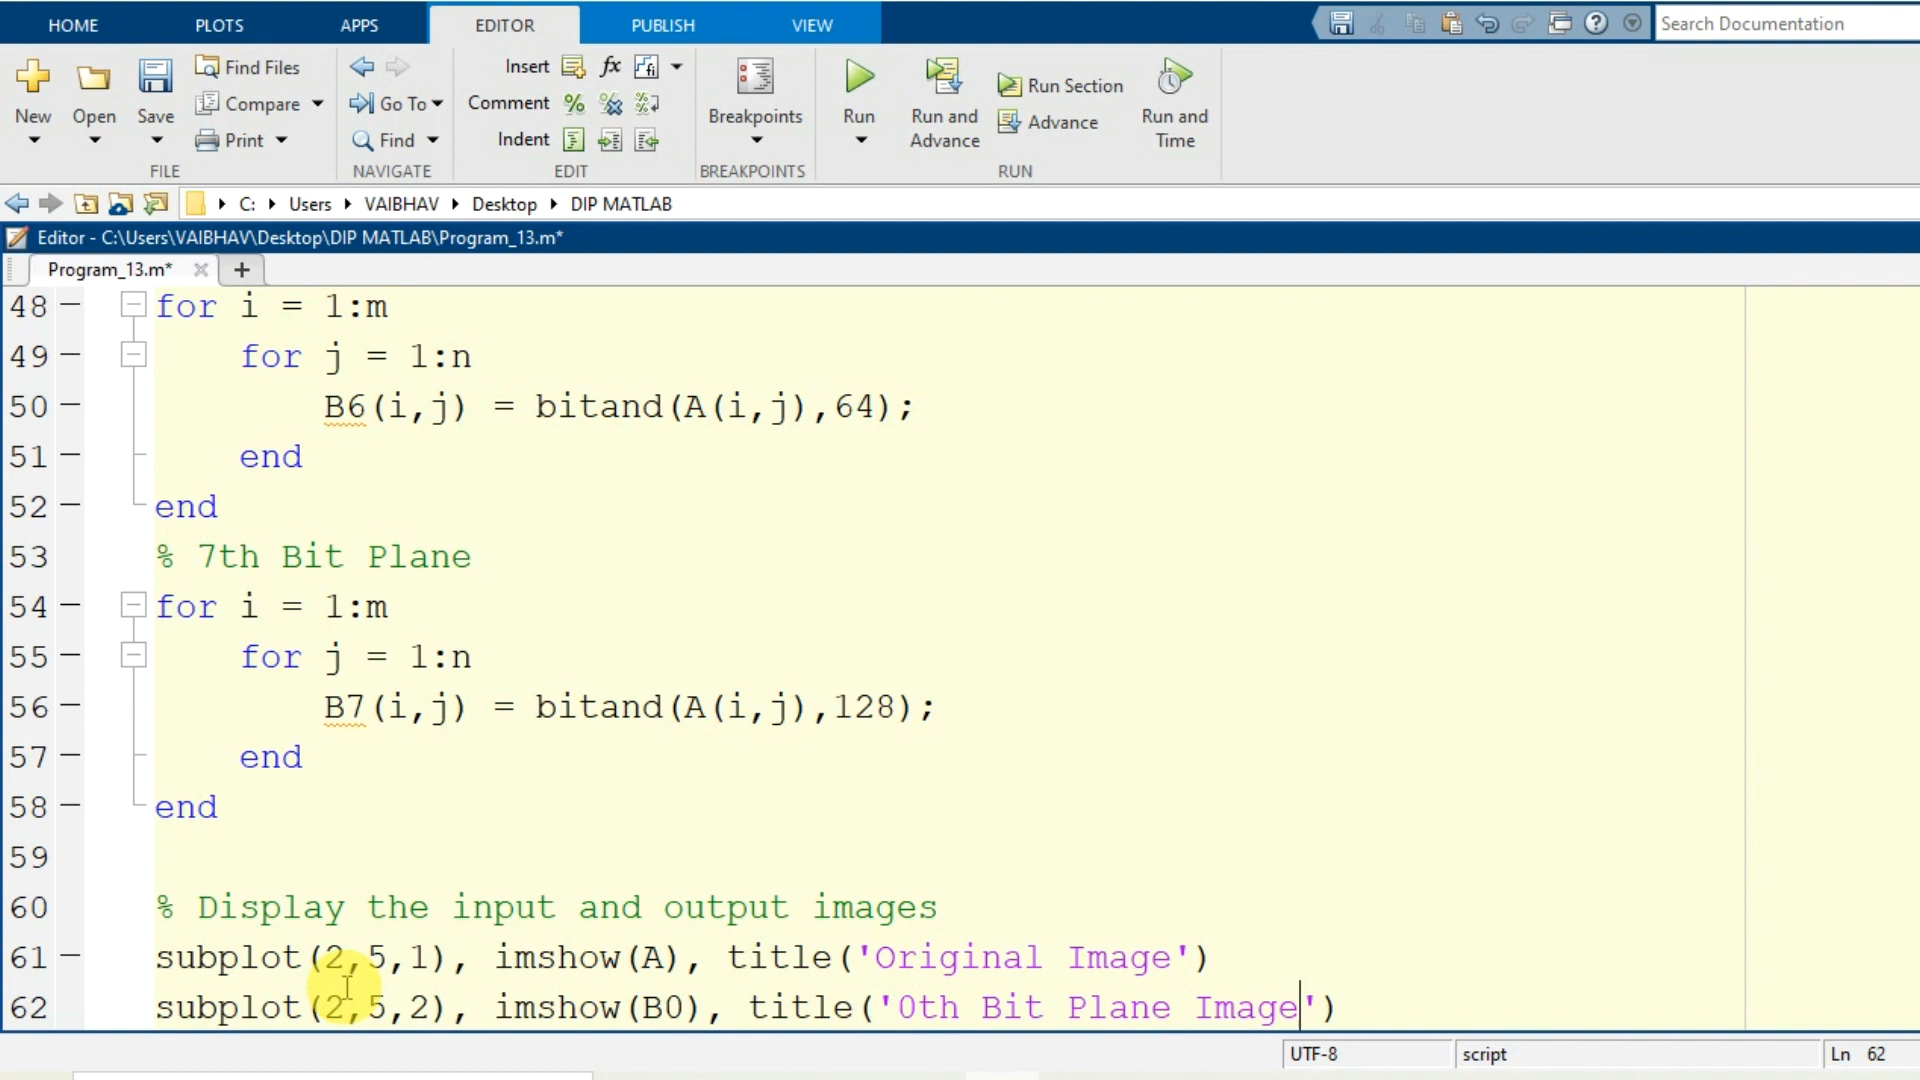 HOME PLOTS APPS EDITOR PUBLISH VIEW Search Documentation
New Open Save Find Files Compare Print Go To Find Insert fx Comment Indent Breakpoints Run Run and Advance Run Section Advance Run and Time
FILE NAVIGATE EDIT BREAKPOINTS RUN
C: Users VAIBHAV Desktop DIP MATLAB
Editor - C:\Users\VAIBHAV\Desktop\DIP MATLAB\Program_13.m*
Program_13.m*
48 for i = 1:m
49 for j = 1:n
50 B6(i,j) = bitand(A(i,j),64);
51 end
52 end
53 % 7th Bit Plane
54 for i = 1:m
55 for j = 1:n
56 B7(i,j) = bitand(A(i,j),128);
57 end
58 end
59
60 % Display the input and output images
61 subplot(2,5,1), imshow(A), title('Original Image')
62 subplot(2,5,2), imshow(B0), title('0th Bit Plane Image')
UTF-8 script Ln 62